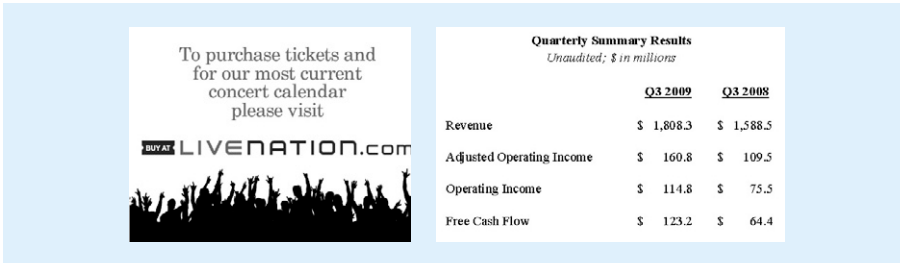 To purchase tickets and
for our most current
concert calendar
please visit
BUY AT LIVENATION.com
Quarterly Summary Results
Unaudited; $ in millions
Q3 2009 Q3 2008
Revenue $ 1,808.3 $ 1,588.5
Adjusted Operating Income $ 160.8 $ 109.5
Operating Income $ 114.8 $ 75.5
Free Cash Flow $ 123.2 $ 64.4